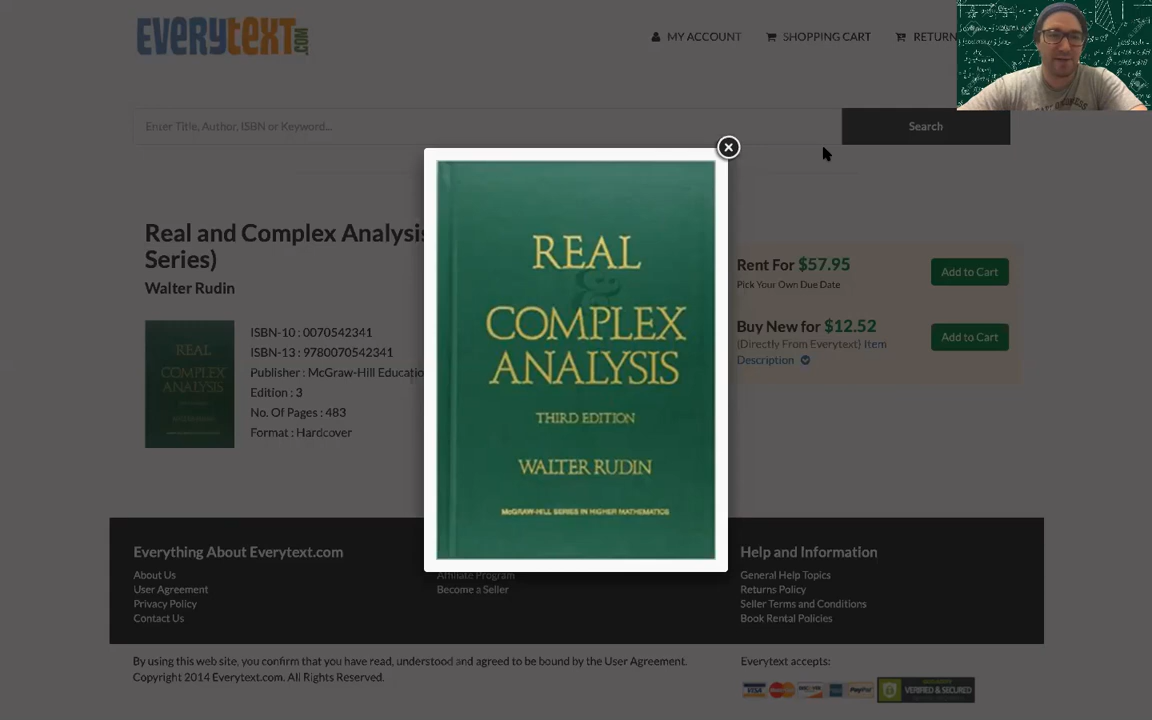 EVERYTEXT.COM
MY ACCOUNT
SHOPPING CART
RETURN
Enter Title, Author, ISBN or Keyword...
Search
Real and Complex Analysis
Series)
Walter Rudin
ISBN-10 : 0070542341
ISBN-13 : 9780070542341
Publisher : McGraw-Hill Educatio
Edition : 3
No. Of Pages : 483
Format : Hardcover
REAL
COMPLEX
ANALYSIS
REAL
&
COMPLEX
ANALYSIS
THIRD EDITION
WALTER RUDIN
McGRAW-HILL SERIES IN HIGHER MATHEMATICS
Rent For $57.95
Pick Your Own Due Date
Add to Cart
Buy New for $12.52
(Directly From Everytext) Item
Description
Add to Cart
Everything About Everytext.com
About Us
User Agreement
Privacy Policy
Contact Us
Affiliate Program
Become a Seller
Help and Information
General Help Topics
Returns Policy
Seller Terms and Conditions
Book Rental Policies
By using this web site, you confirm that you have read, understood and agreed to be bound by the User Agreement.
Copyright 2014 Everytext.com. All Rights Reserved.
Everytext accepts:
VISA
PayPal
VERIFIED & SECURED